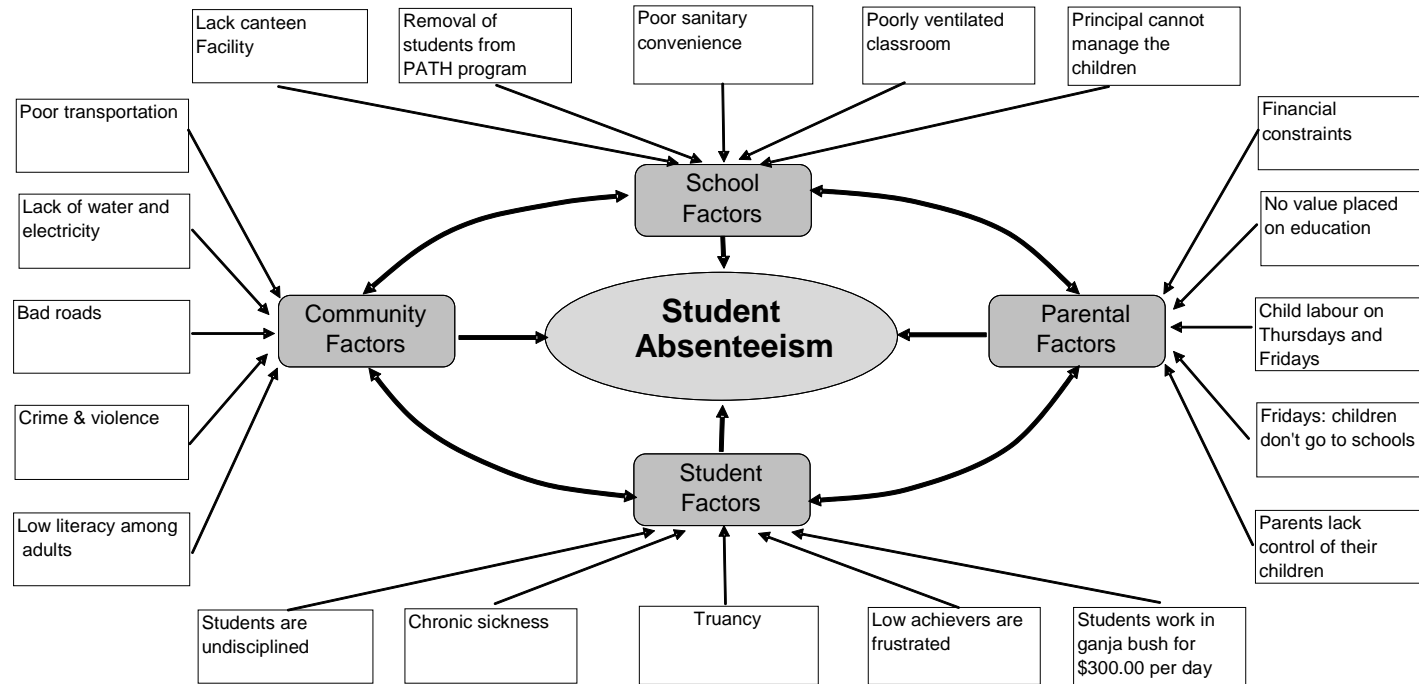 Lack canteen
Facility
Removal of
students from
PATH program
Poor sanitary
convenience
Poorly ventilated
classroom
Principal cannot
manage the
children
Poor transportation
Lack of water and
electricity
Bad roads
Crime & violence
Low literacy among
adults
School
Factors
Community
Factors
Student
Absenteeism
Parental
Factors
Student
Factors
Financial
constraints
No value placed
on education
Child labour on
Thursdays and
Fridays
Fridays: children
don't go to schools
Parents lack
control of their
children
Students are
undisciplined
Chronic sickness
Truancy
Low achievers are
frustrated
Students work in
ganja bush for
$300.00 per day